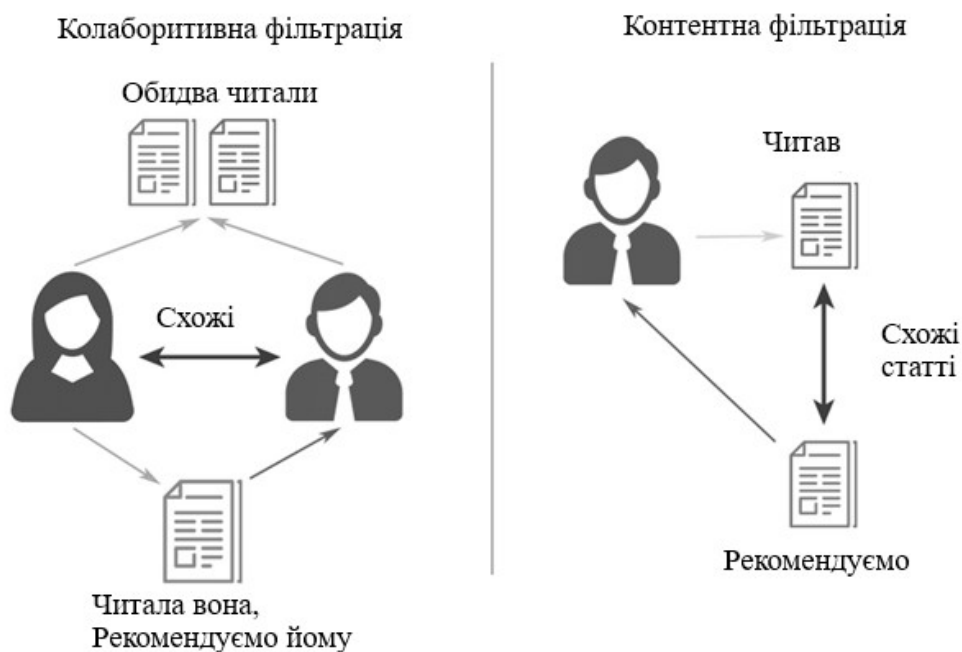 Колаборитивна фільтрація
Обидва читали
Схожі
Читала вона,
Рекомендуємо йому
Контентна фільтрація
Читав
Схожі
статті
Рекомендуємо